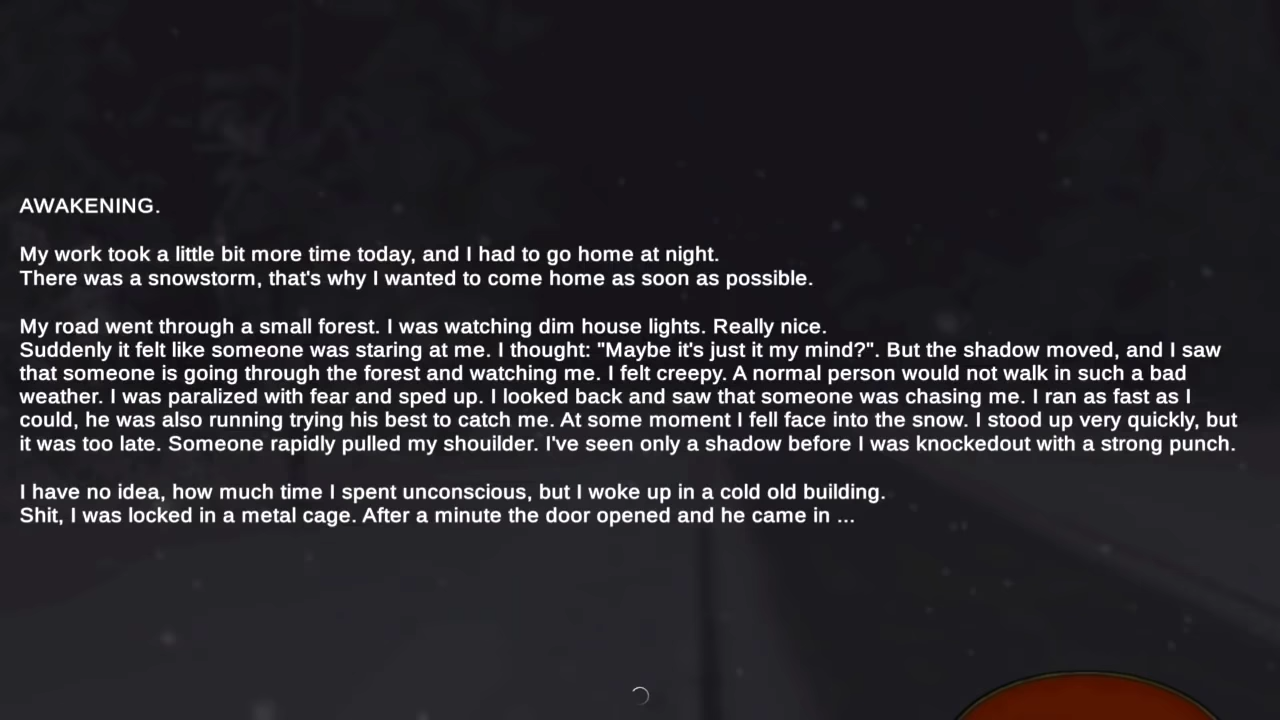 AWAKENING.
My work took a little bit more time today, and I had to go home at night.
There was a snowstorm, that's why I wanted to come home as soon as possible.
My road went through a small forest. I was watching dim house lights. Really nice.
Suddenly it felt like someone was staring at me. I thought: "Maybe it's just it my mind?". But the shadow moved, and I saw
that someone is going through the forest and watching me. I felt creepy. A normal person would not walk in such a bad
weather. I was paralized with fear and sped up. I looked back and saw that someone was chasing me. I ran as fast as I
could, he was also running trying his best to catch me. At some moment I fell face into the snow. I stood up very quickly, but
it was too late. Someone rapidly pulled my shouilder. I've seen only a shadow before I was knockedout with a strong punch.
I have no idea, how much time I spent unconscious, but I woke up in a cold old building.
Shit, I was locked in a metal cage. After a minute the door opened and he came in ...